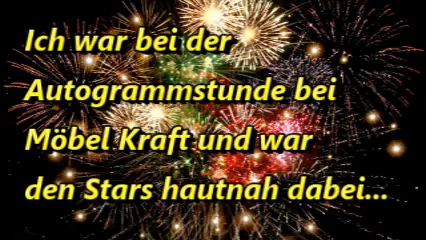 Ich war bei der
Autogrammstunde bei
Möbel Kraft und war
den Stars hautnah dabei...